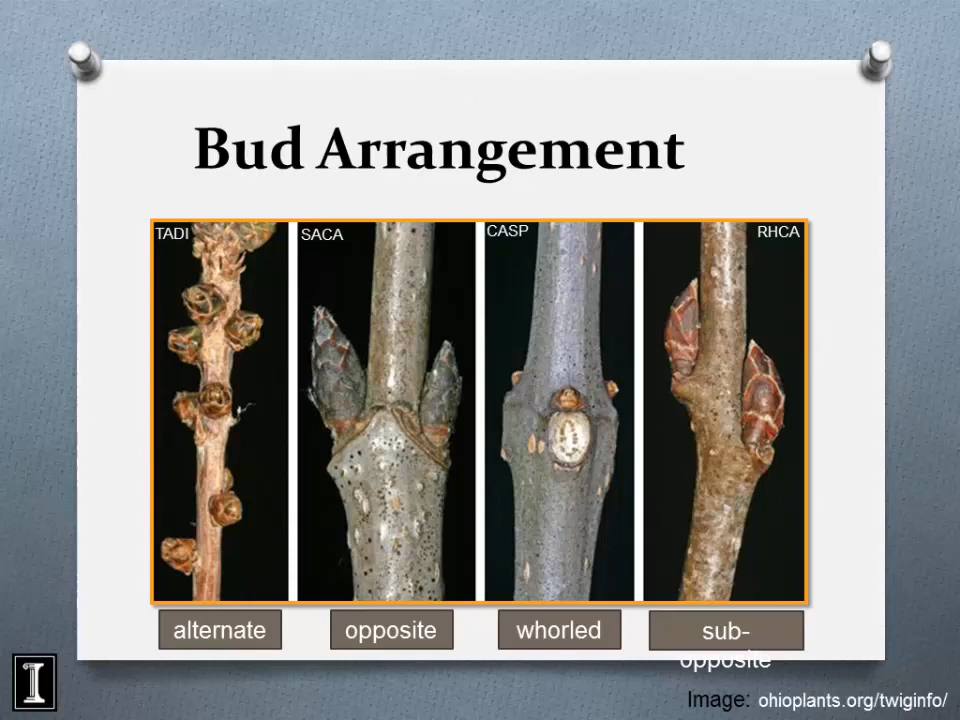 Bud Arrangement
TADI
SACA
CASP
RHCA
alternate
opposite
whorled
sub-
opposite
I
Image: ohioplants.org/twiginfo/